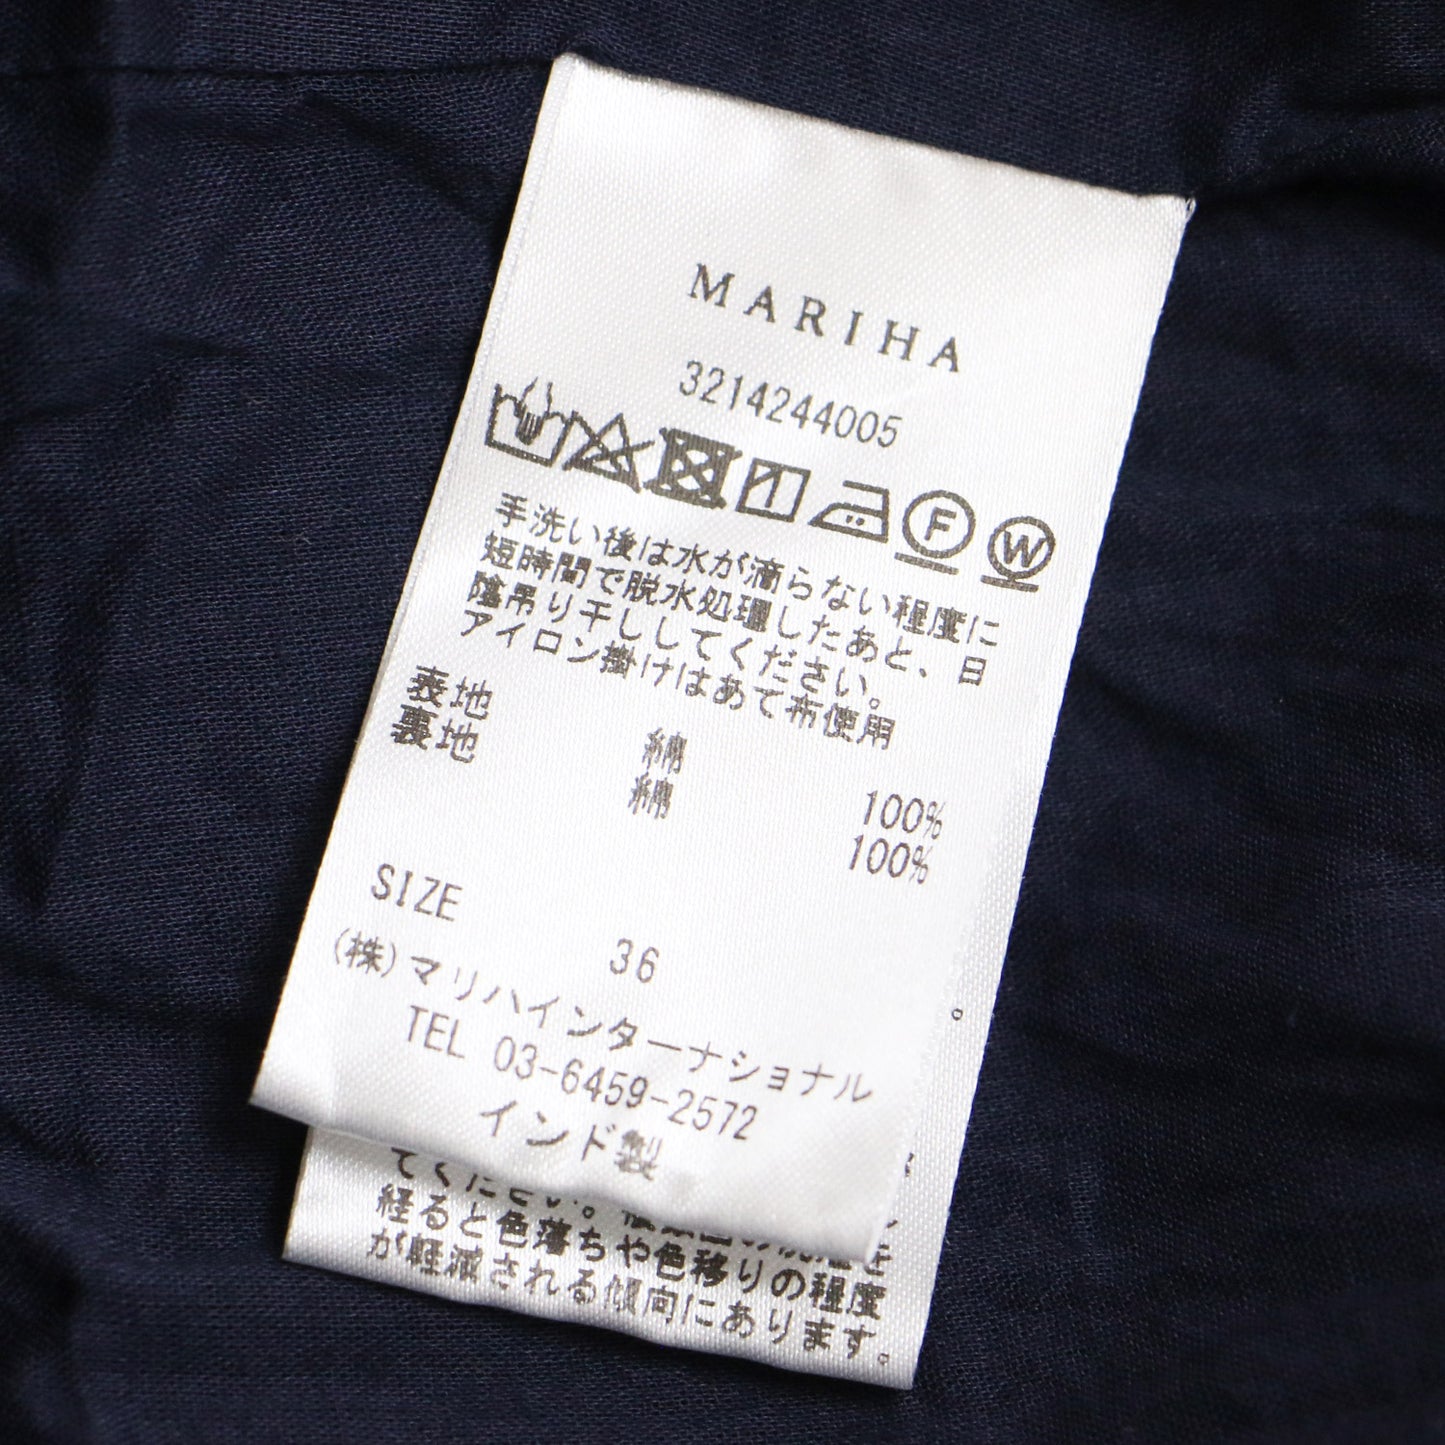 MARIHA
3214244005
F W
手洗い後は水が滴らない程度に
短時間で脱水処理したあと、日
陰吊り干ししてください。
アイロン掛けはあて布使用
表地 綿 100%
裏地 綿 100%
SIZE 36
(株)マリハインターナショナル
TEL 03-6459-2572
インド製
。
てください。
経ると色落ちや色移りの程度
が軽減される傾向にあります。